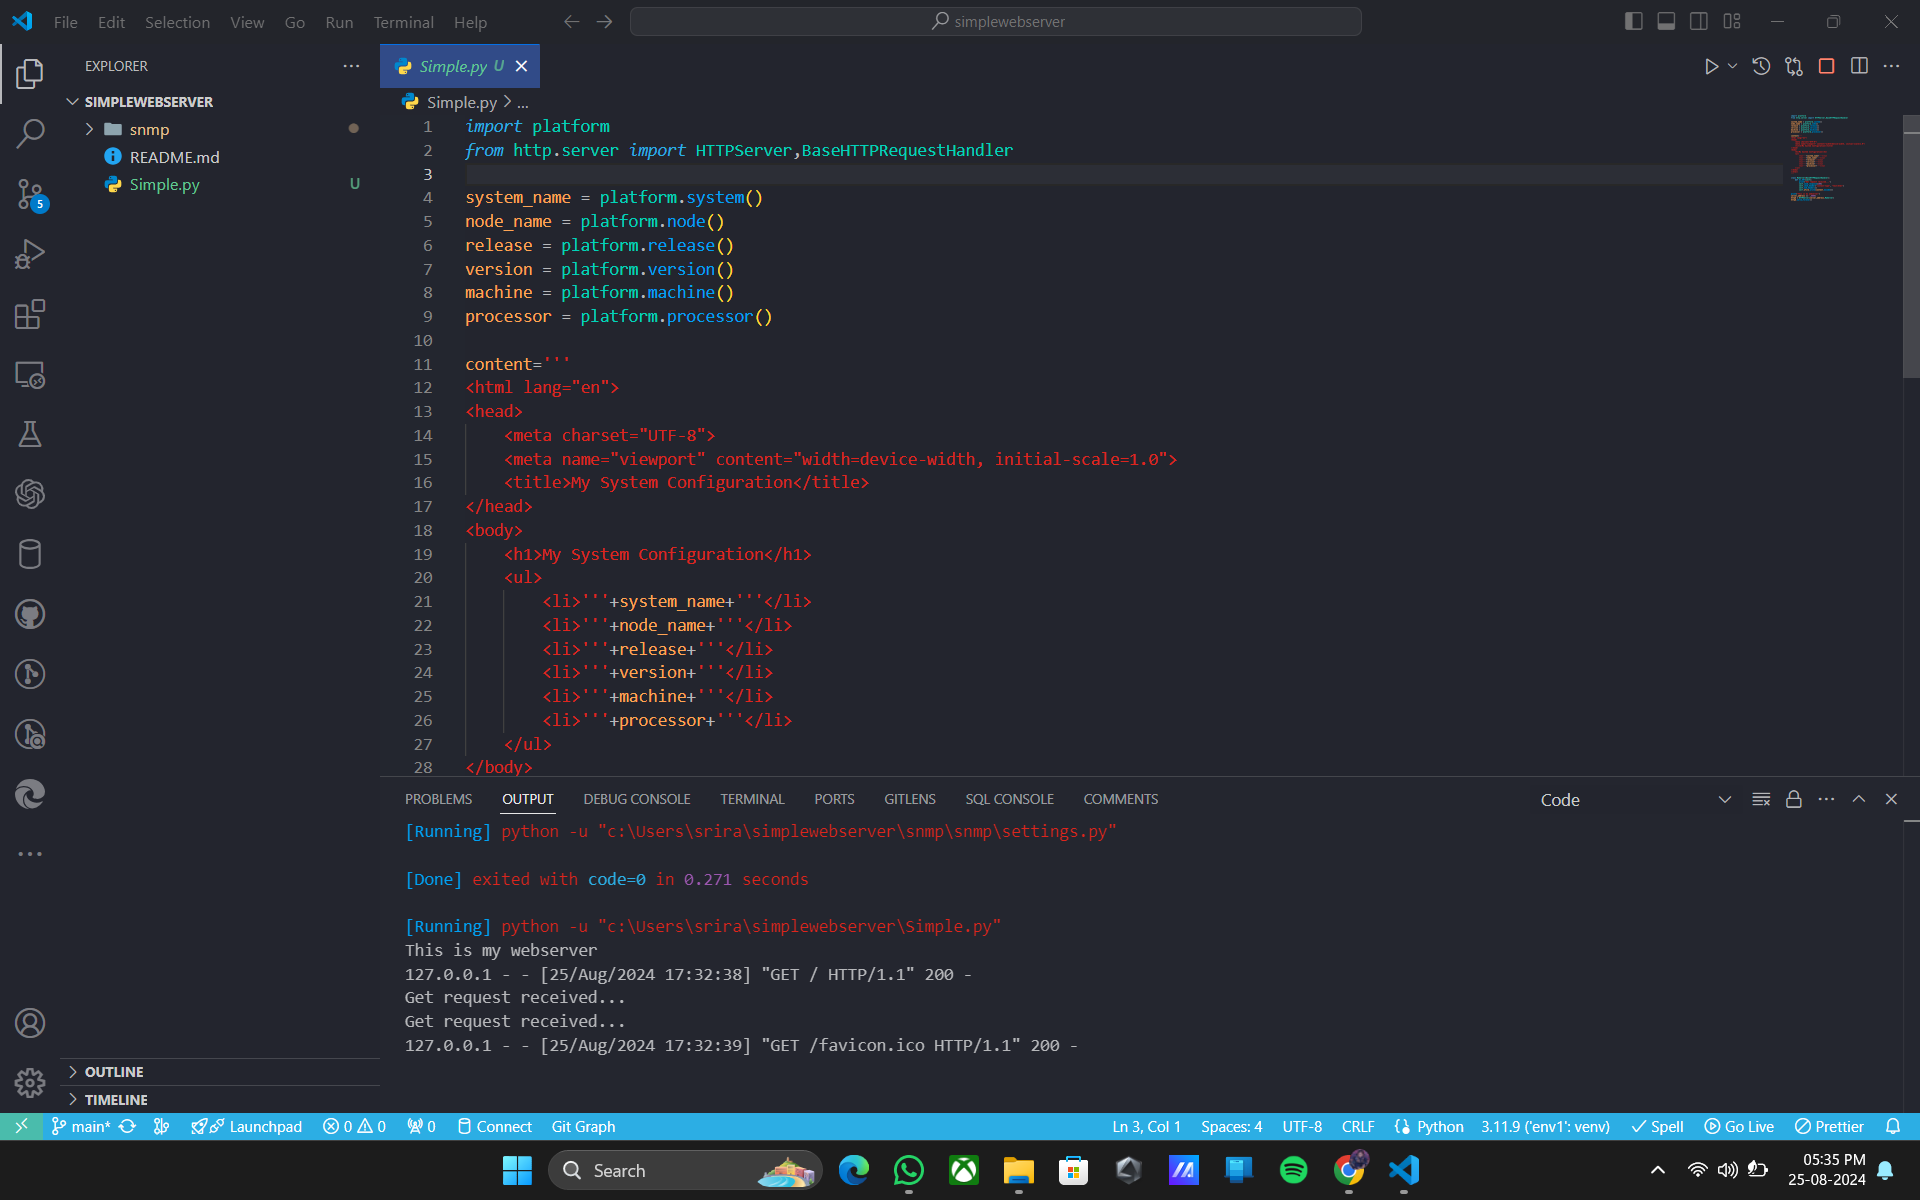 File Edit Selection View Go Run Terminal Help
simplewebserver
EXPLORER
SIMPLEWEBSERVER
snmp
README.md
Simple.py U
5
Simple.py U
Simple.py > ...
1 import platform
2 from http.server import HTTPServer,BaseHTTPRequestHandler
3
4 system_name = platform.system()
5 node_name = platform.node()
6 release = platform.release()
7 version = platform.version()
8 machine = platform.machine()
9 processor = platform.processor()
10
11 content='''
12 <html lang="en">
13 <head>
14 <meta charset="UTF-8">
15 <meta name="viewport" content="width=device-width, initial-scale=1.0">
16 <title>My System Configuration</title>
17 </head>
18 <body>
19 <h1>My System Configuration</h1>
20 <ul>
21 <li>'''+system_name+'''</li>
22 <li>'''+node_name+'''</li>
23 <li>'''+release+'''</li>
24 <li>'''+version+'''</li>
25 <li>'''+machine+'''</li>
26 <li>'''+processor+'''</li>
27 </ul>
28 </body>
PROBLEMS OUTPUT DEBUG CONSOLE TERMINAL PORTS GITLENS SQL CONSOLE COMMENTS
Code
[Running] python -u "c:\Users\srira\simplewebserver\snmp\snmp\settings.py"
[Done] exited with code=0 in 0.271 seconds
[Running] python -u "c:\Users\srira\simplewebserver\Simple.py"
This is my webserver
127.0.0.1 - - [25/Aug/2024 17:32:38] "GET / HTTP/1.1" 200 -
Get request received...
Get request received...
127.0.0.1 - - [25/Aug/2024 17:32:39] "GET /favicon.ico HTTP/1.1" 200 -
OUTLINE
TIMELINE
main* Launchpad 0 0 0 Connect Git Graph Ln 3, Col 1 Spaces: 4 UTF-8 CRLF Python 3.11.9 ('env1': venv) Spell Go Live Prettier
Search
05:35 PM
25-08-2024